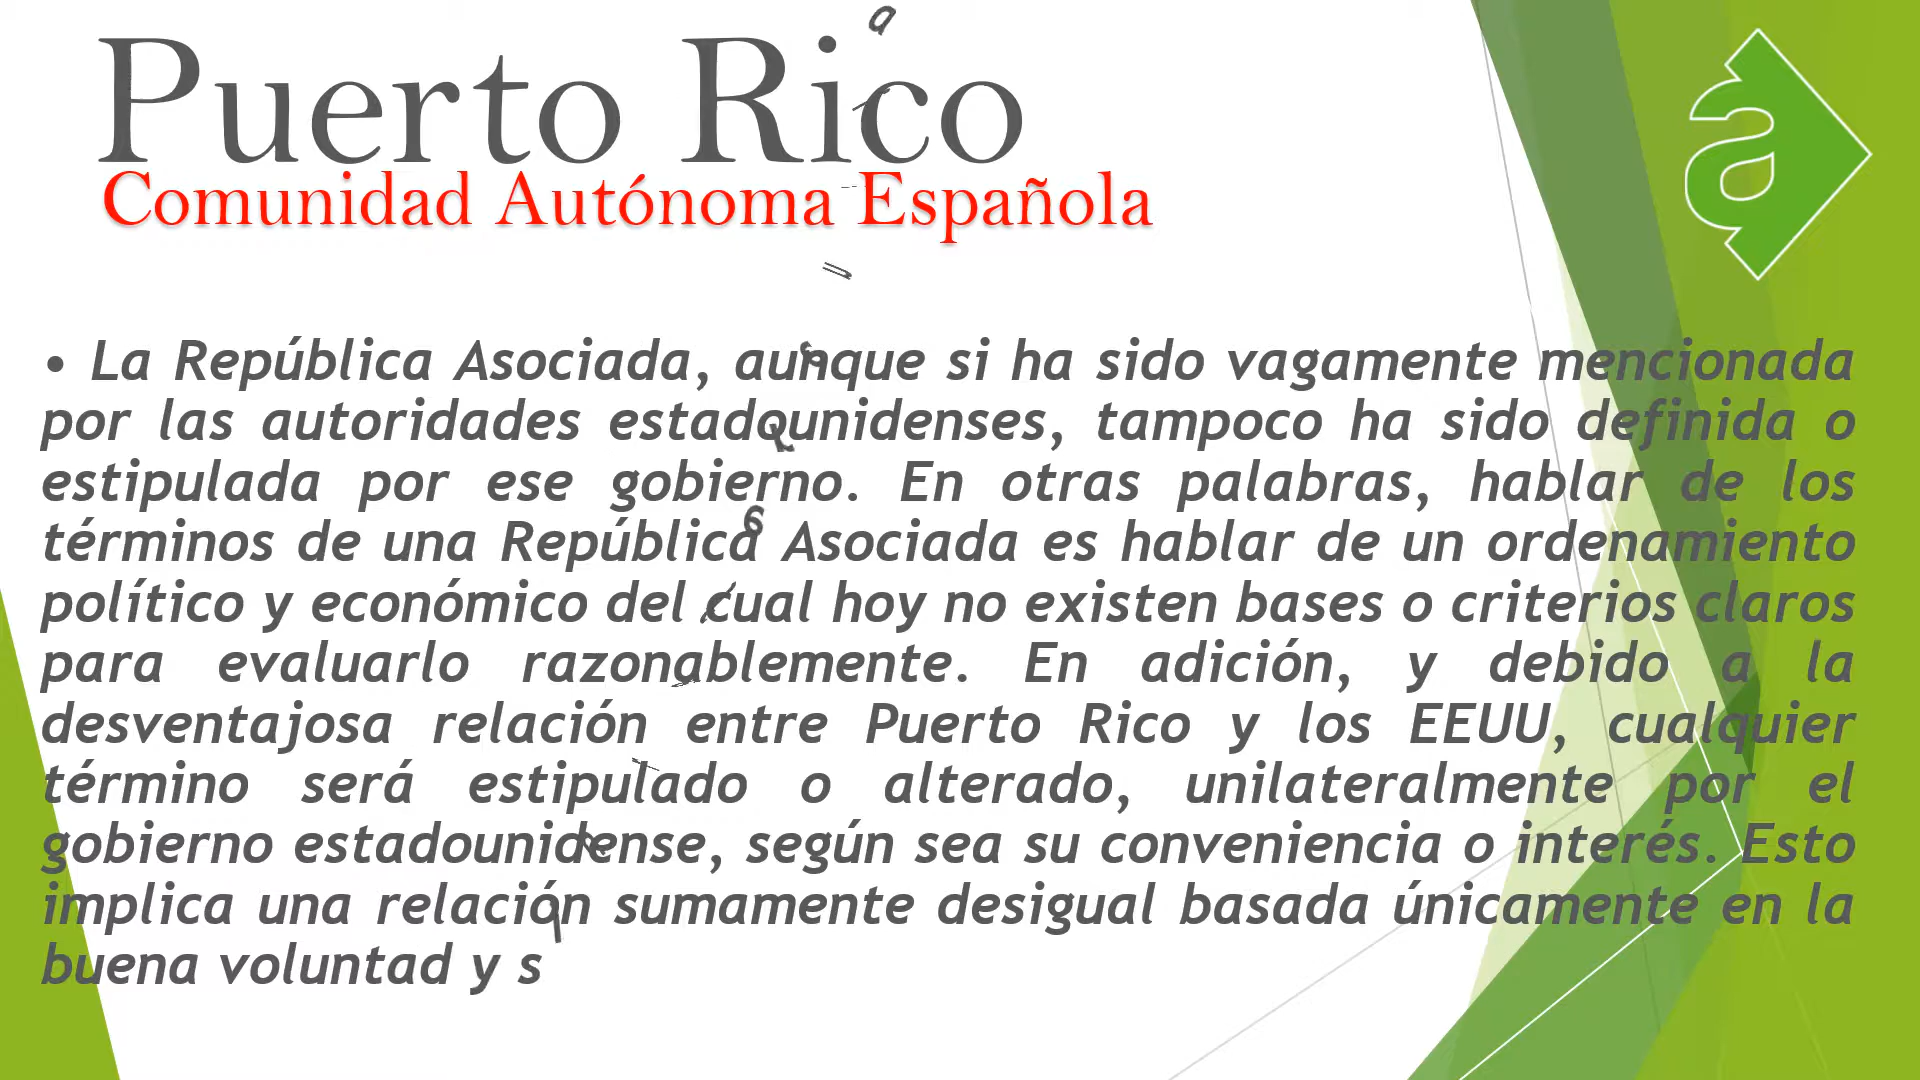 Puerto Rico
Comunidad Autónoma Española
a
• La República Asociada, aunque si ha sido vagamente mencionada
por las autoridades estadounidenses, tampoco ha sido definida o
estipulada por ese gobierno. En otras palabras, hablar de los
términos de una República Asociada es hablar de un ordenamiento
político y económico del cual hoy no existen bases o criterios claros
para evaluarlo razonablemente. En adición, y debido a la
desventajosa relación entre Puerto Rico y los EEUU, cualquier
término será estipulado o alterado, unilateralmente por el
gobierno estadounidense, según sea su conveniencia o interés. Esto
implica una relación sumamente desigual basada únicamente en la
buena voluntad y s